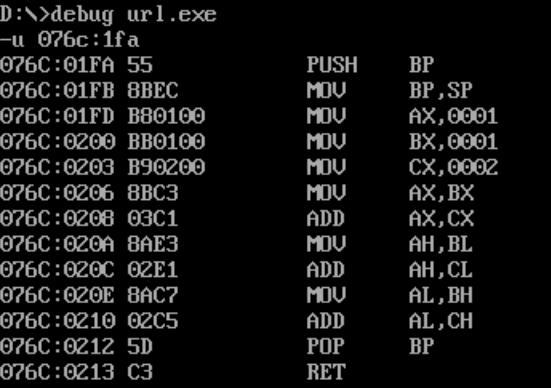 D:\>debug url.exe
-u 076c:1fa
076C:01FA 55 PUSH BP
076C:01FB 8BEC MOV BP,SP
076C:01FD B80100 MOV AX,0001
076C:0200 BB0100 MOV BX,0001
076C:0203 B90200 MOV CX,0002
076C:0206 8BC3 MOV AX,BX
076C:0208 03C1 ADD AX,CX
076C:020A 8AE3 MOV AH,BL
076C:020C 02E1 ADD AH,CL
076C:020E 8AC7 MOV AL,BH
076C:0210 02C5 ADD AL,CH
076C:0212 5D POP BP
076C:0213 C3 RET